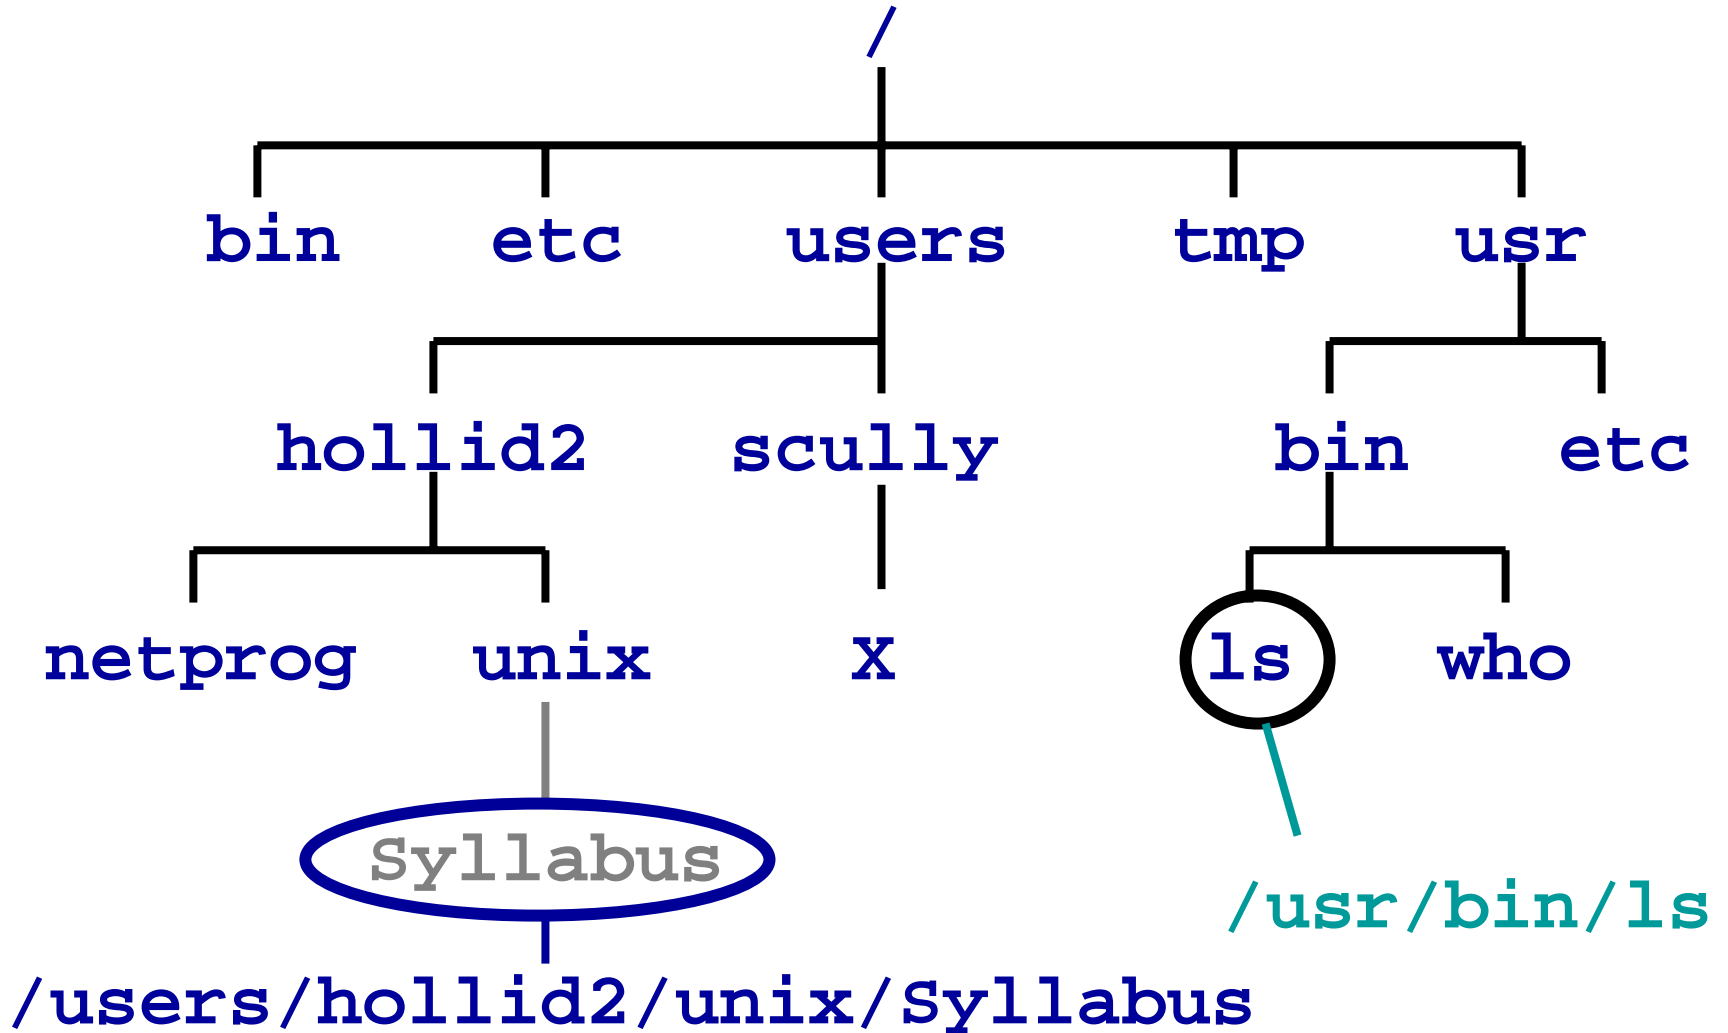 /
bin etc users tmp usr
hollid2 scully bin etc
netprog unix X ls who
Syllabus
/usr/bin/ls
/users/hollid2/unix/Syllabus